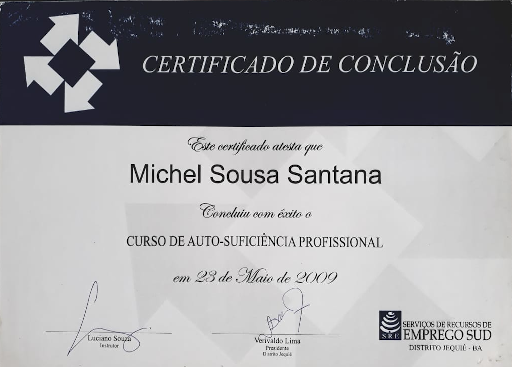 CERTIFICADO DE CONCLUSÃO
Este certificado atesta que
Michel Sousa Santana
Concluiu com êxito o
CURSO DE AUTO-SUFICIÊNCIA PROFISSIONAL
em 23 de Maio de 2009
Luciano Souza
Instrutor
Verivaldo Lima
Presidente
Distrito Jequié
SRE
SERVIÇOS DE RECURSOS DE
EMPREGO SUD
DISTRITO JEQUIÉ - BA